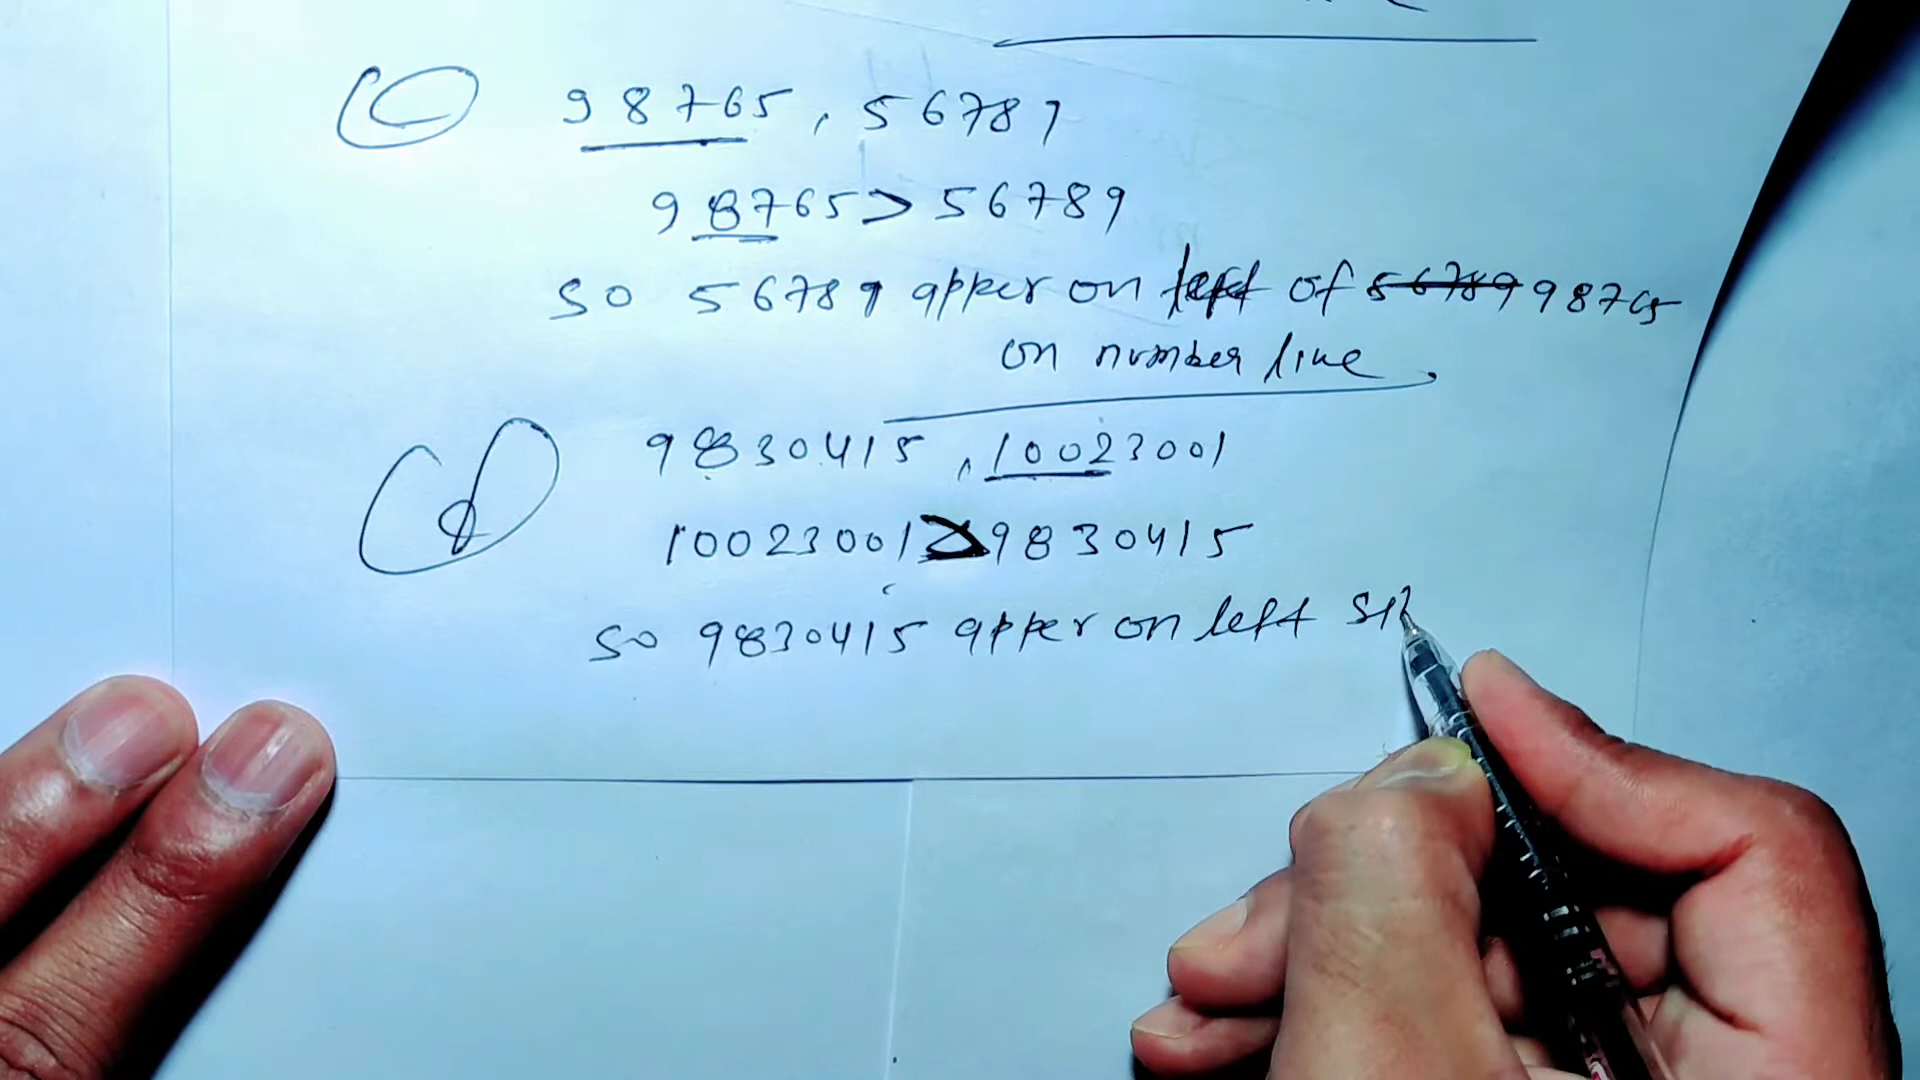 (C) 98765, 56789
98765 > 56789
so 56789 apper on left of 56789 98765
on number line.
(d) 9830415, 10023001
10023001 > 9830415
so 9830415 apper on left